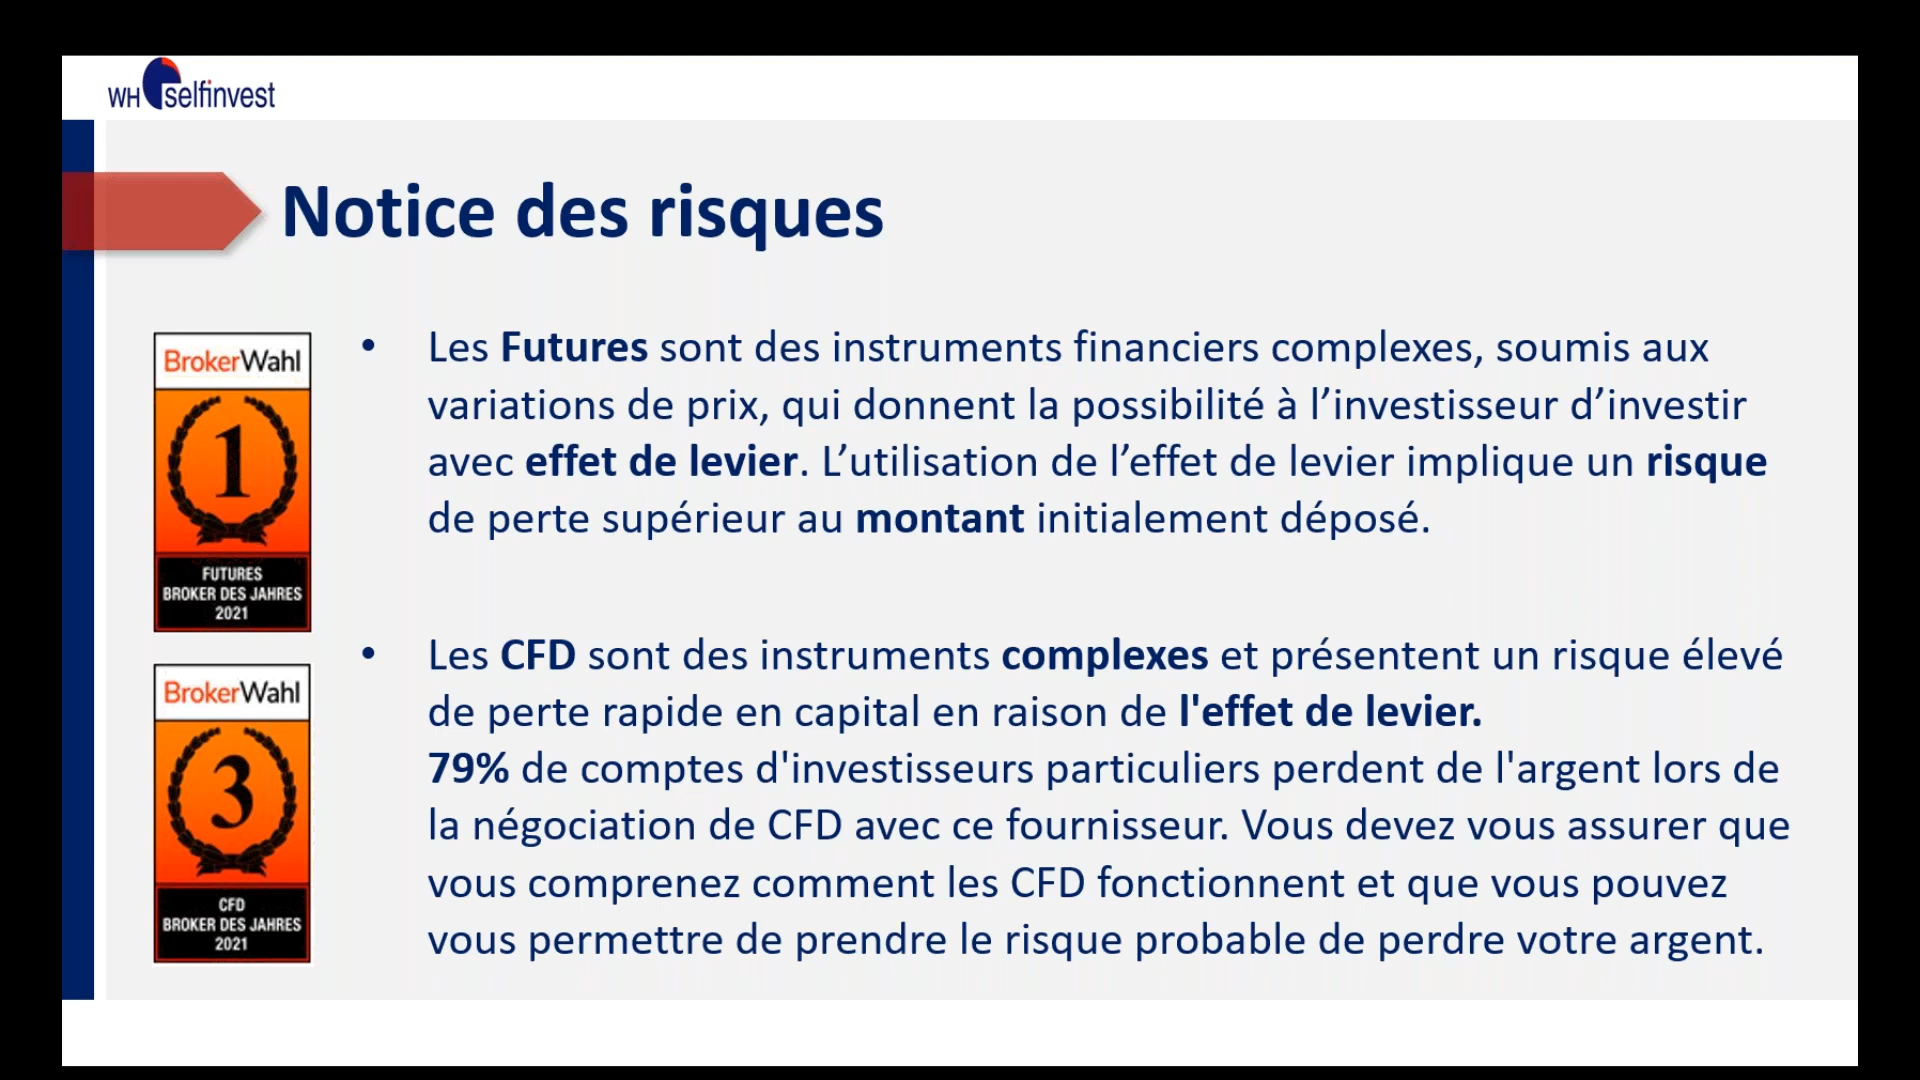 WH selfinvest
Notice des risques
BrokerWahl
1
FUTURES
BROKER DES JAHRES
2021
• Les Futures sont des instruments financiers complexes, soumis aux
variations de prix, qui donnent la possibilité à l’investisseur d’investir
avec effet de levier. L’utilisation de l’effet de levier implique un risque
de perte supérieur au montant initialement déposé.
BrokerWahl
3
CFD
BROKER DES JAHRES
2021
• Les CFD sont des instruments complexes et présentent un risque élevé
de perte rapide en capital en raison de l'effet de levier.
79% de comptes d'investisseurs particuliers perdent de l'argent lors de
la négociation de CFD avec ce fournisseur. Vous devez vous assurer que
vous comprenez comment les CFD fonctionnent et que vous pouvez
vous permettre de prendre le risque probable de perdre votre argent.